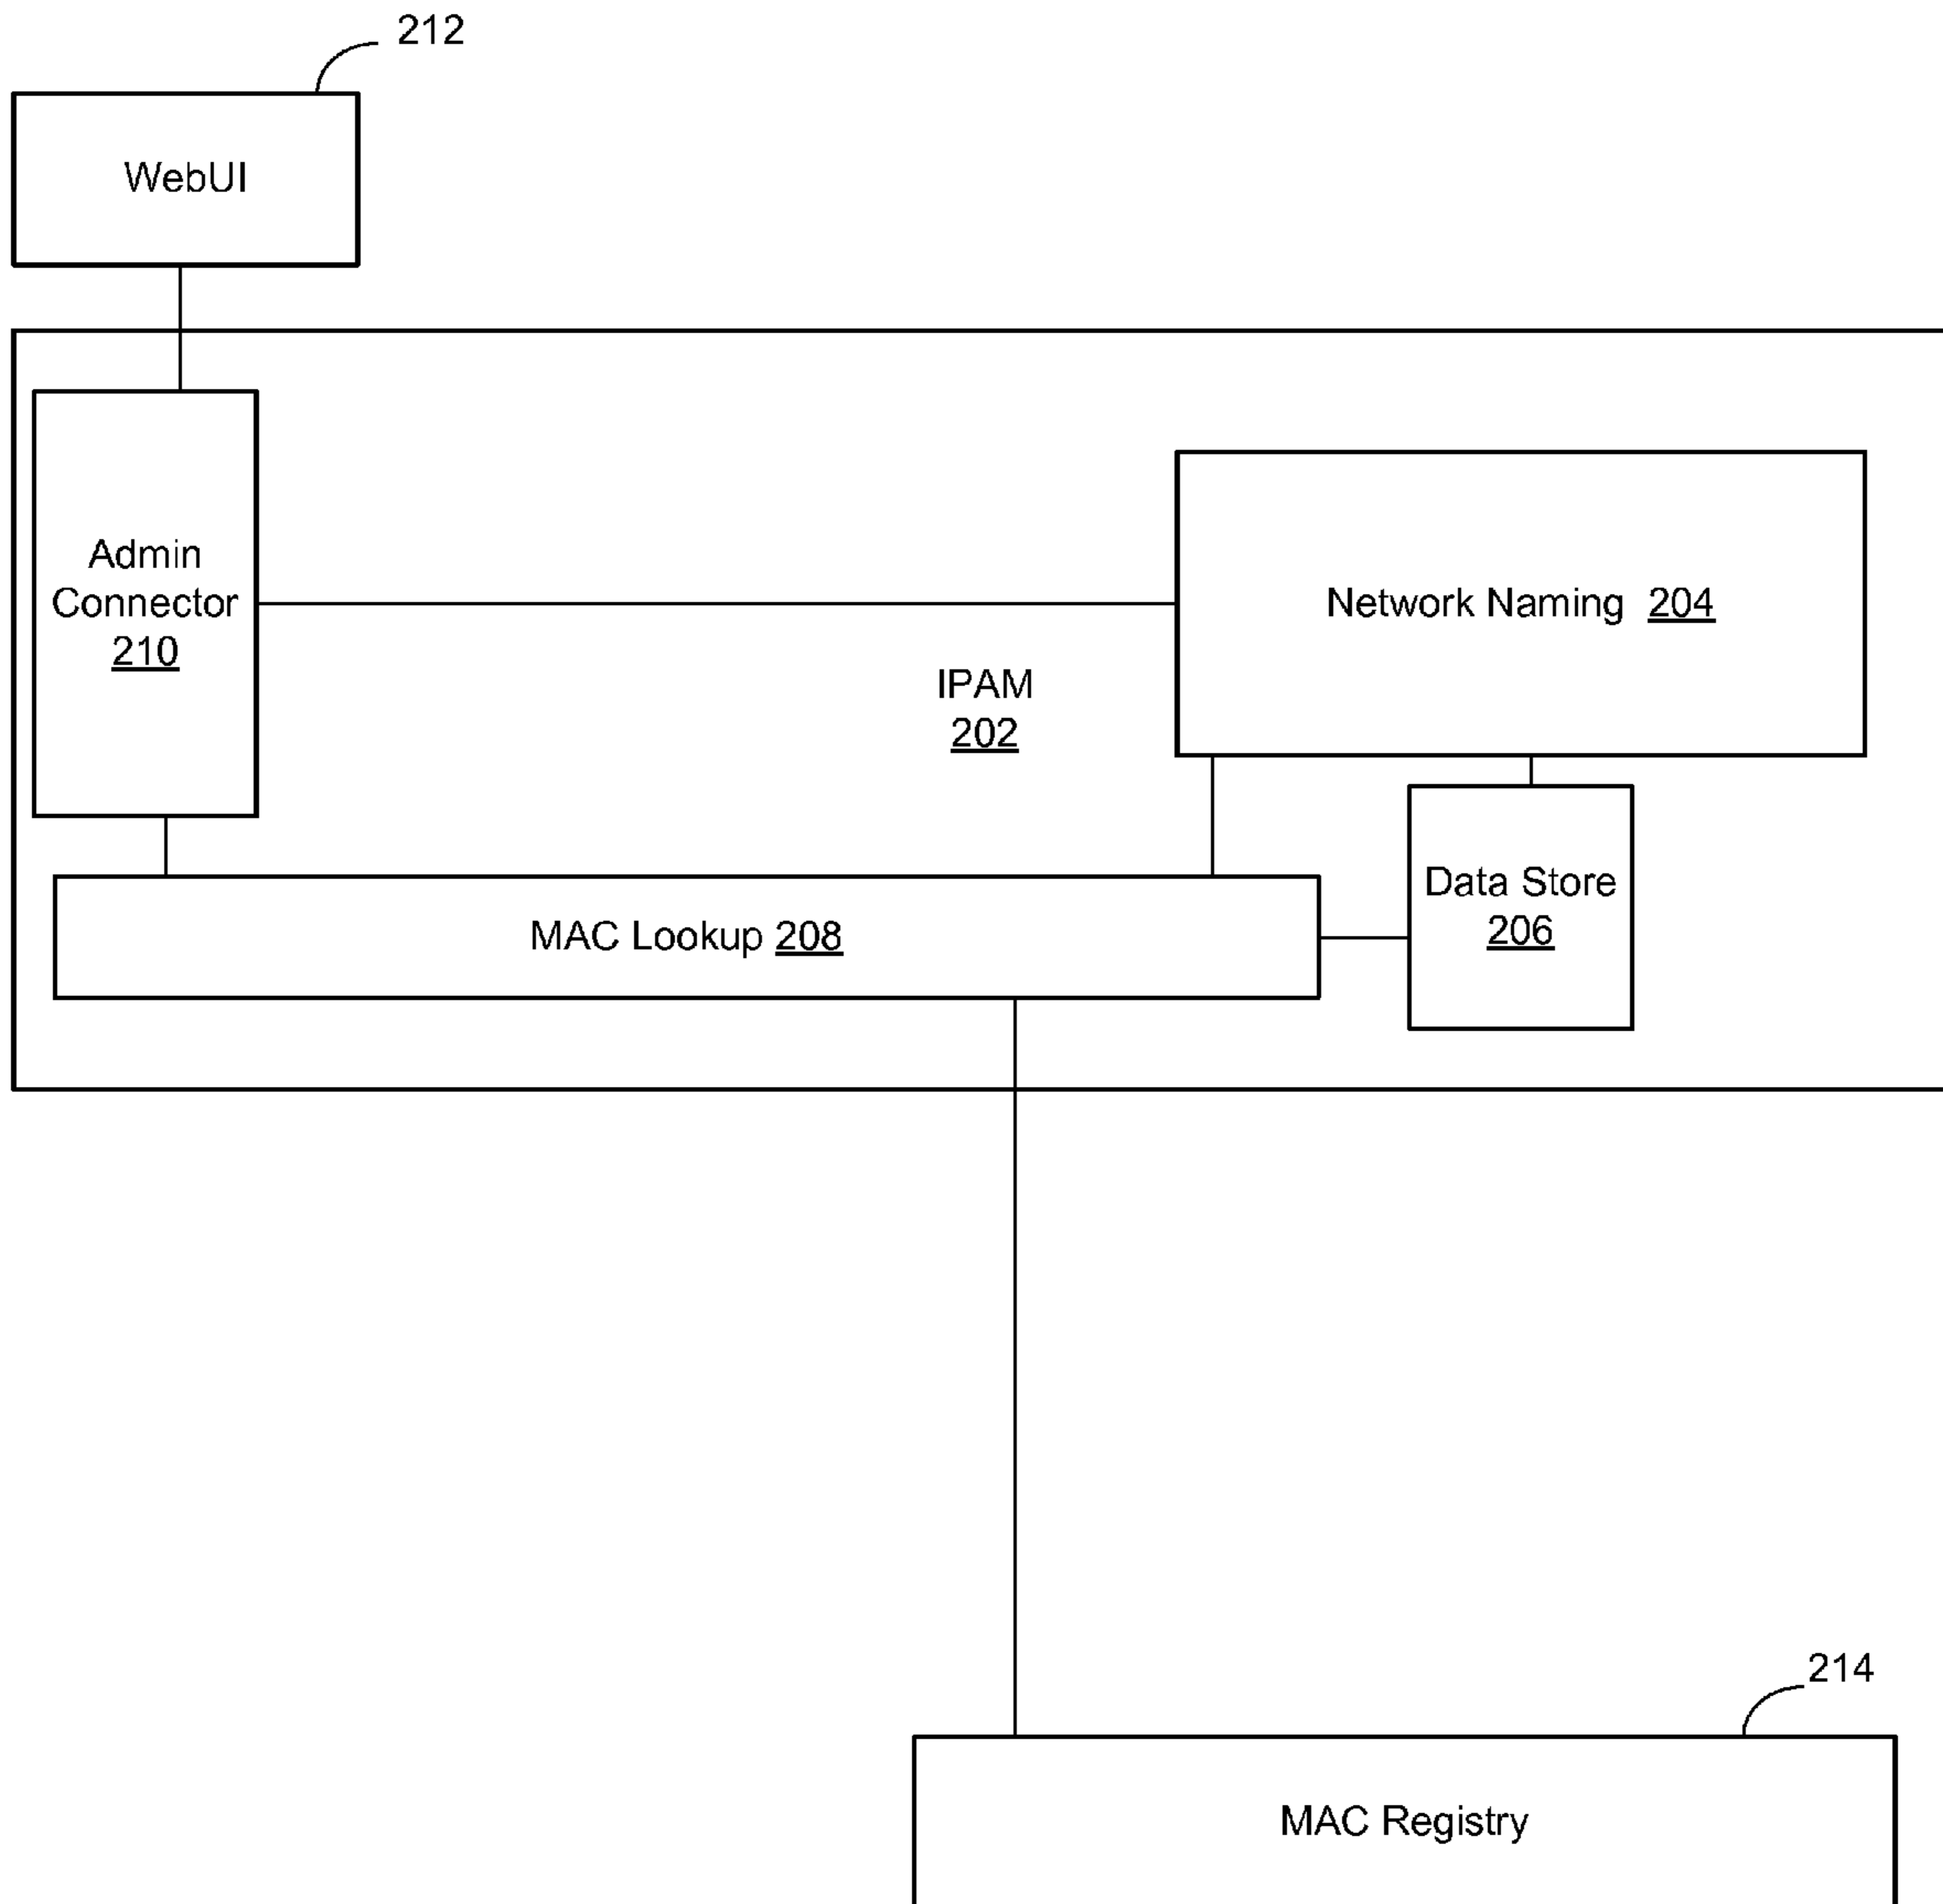 212
WebUI
Admin
Connector
210
Network Naming 204
IPAM
202
Data Store
206
MAC Lookup 208
214
MAC Registry